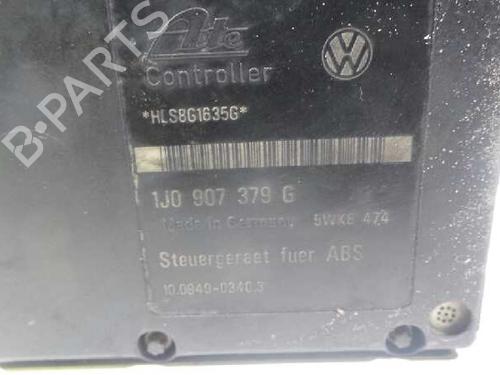 Ate
Controller
*HLS8G1635G*
1J0 907 379 G
Made in Germany 5WK8 474
Steuergeraet fuer ABS
10.0949-0340.3
B-PARTS